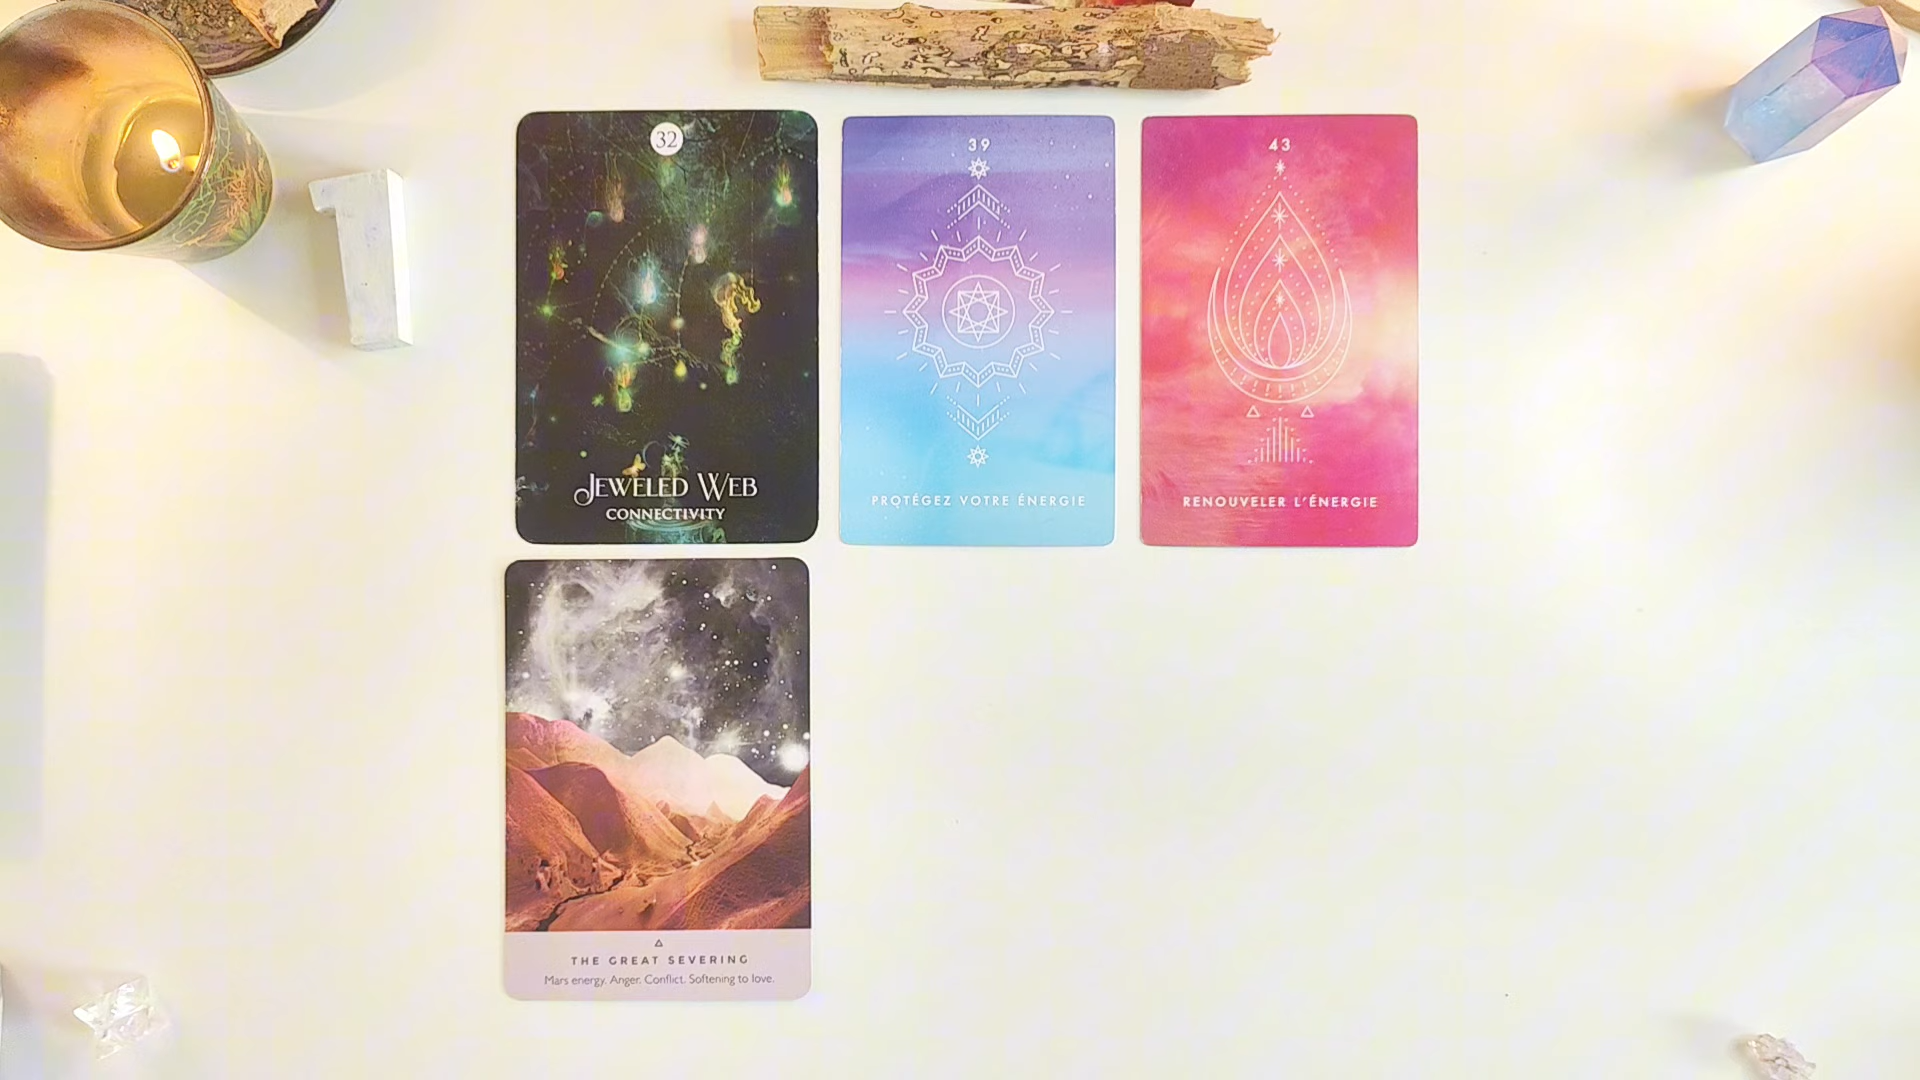 1
32
JEWELED WEB
CONNECTIVITY
39
PROTÉGEZ VOTRE ÉNERGIE
43
RENOUVELER L'ÉNERGIE
THE GREAT SEVERING
Mars energy. Anger. Conflict. Softening to love.